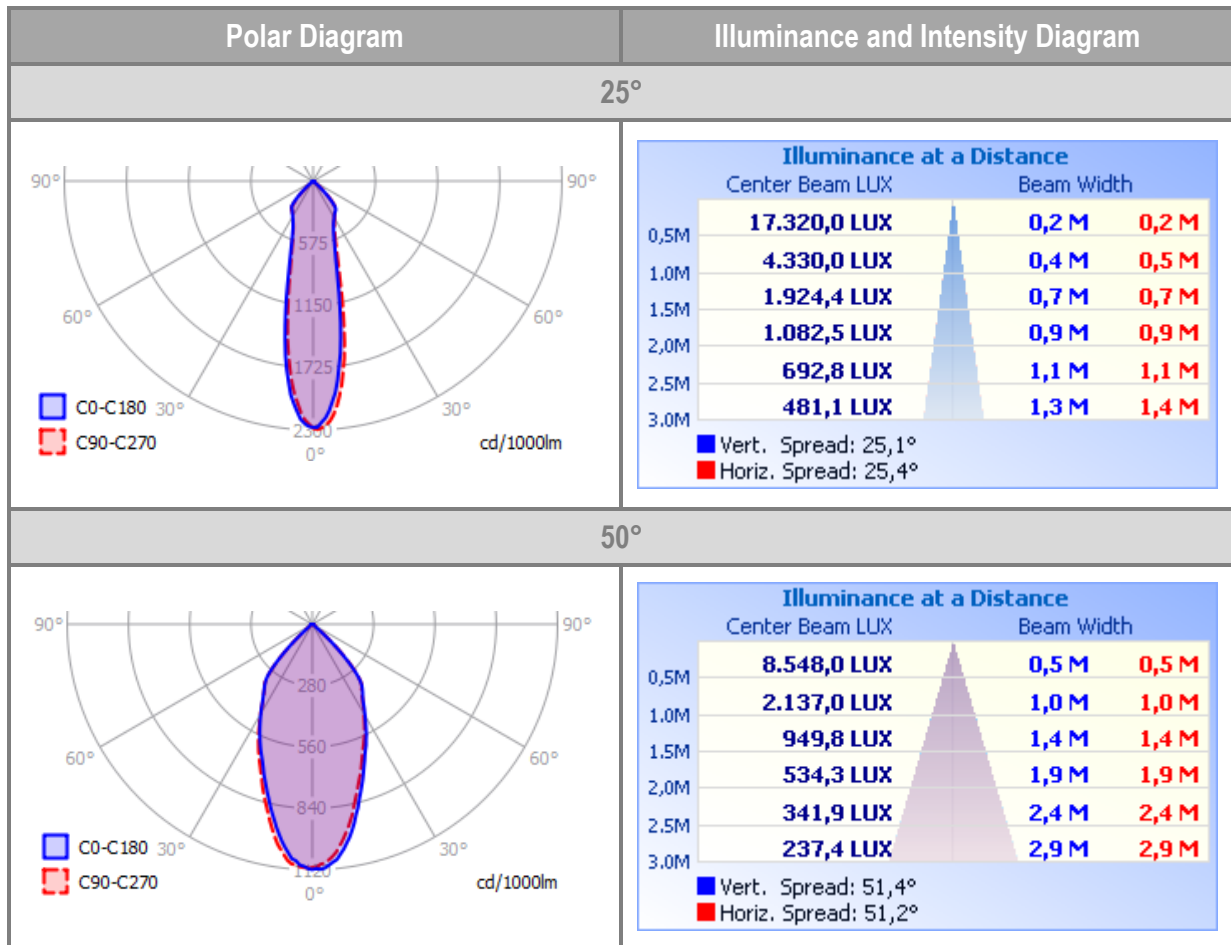 Polar Diagram Illuminance and Intensity Diagram
25°
90° 90°
575
1150
60° 60°
1725
C0-C180 30° 30°
2300
C90-C270 cd/1000lm
0°
Illuminance at a Distance
Center Beam LUX Beam Width
0,5M 17.320,0 LUX 0,2 M 0,2 M
1.0M 4.330,0 LUX 0,4 M 0,5 M
1.5M 1.924,4 LUX 0,7 M 0,7 M
2,0M 1.082,5 LUX 0,9 M 0,9 M
2.5M 692,8 LUX 1,1 M 1,1 M
3.0M 481,1 LUX 1,3 M 1,4 M
Vert. Spread: 25,1°
Horiz. Spread: 25,4°
50°
90° 90°
280
560
60° 60°
840
C0-C180 30° 30°
1120
C90-C270 cd/1000lm
0°
Illuminance at a Distance
Center Beam LUX Beam Width
0,5M 8.548,0 LUX 0,5 M 0,5 M
1.0M 2.137,0 LUX 1,0 M 1,0 M
1.5M 949,8 LUX 1,4 M 1,4 M
2,0M 534,3 LUX 1,9 M 1,9 M
2.5M 341,9 LUX 2,4 M 2,4 M
3.0M 237,4 LUX 2,9 M 2,9 M
Vert. Spread: 51,4°
Horiz. Spread: 51,2°